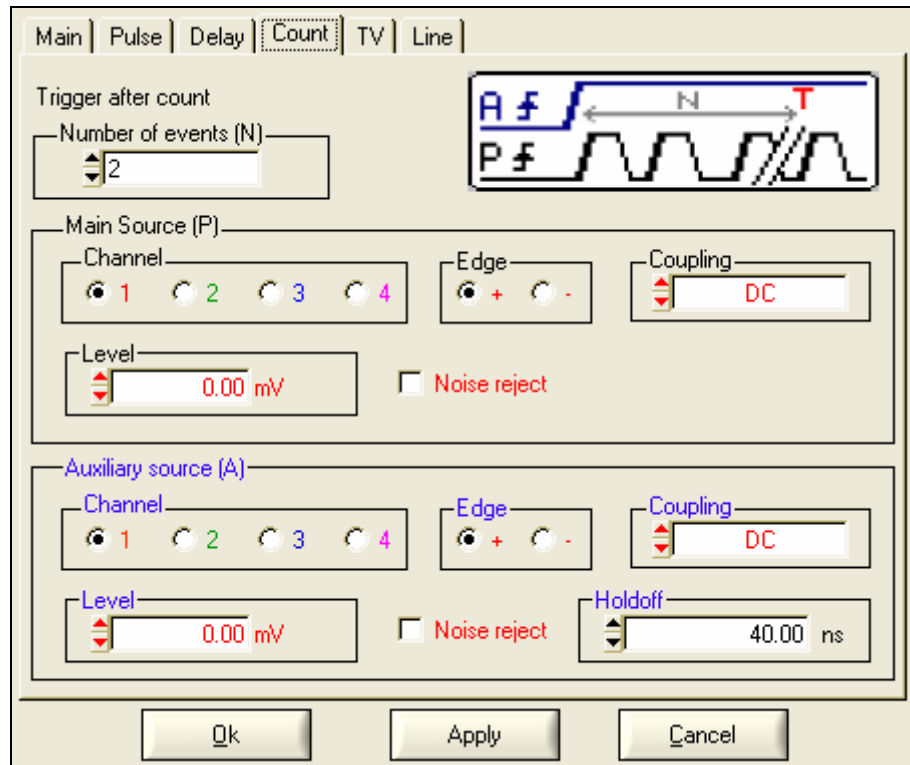 Main Pulse Delay Count TV Line
Trigger after count
Number of events (N)
2
A N T
P
Main Source (P)
Channel
1 2 3 4
Edge
+ -
Coupling
DC
Level
0.00 mV
Noise reject
Auxiliary source (A)
Channel
1 2 3 4
Edge
+ -
Coupling
DC
Level
0.00 mV
Noise reject
Holdoff
40.00 ns
Ok Apply Cancel